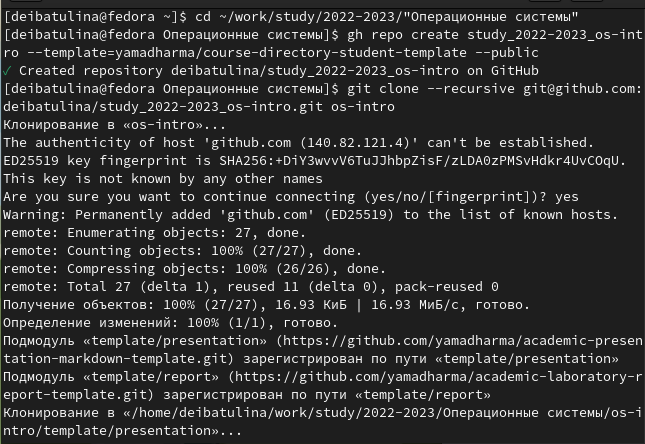 [deibatulina@fedora ~]$ cd ~/work/study/2022-2023/"Операционные системы"
[deibatulina@fedora Операционные системы]$ gh repo create study_2022-2023_os-int
ro --template=yamadharma/course-directory-student-template --public
✓ Created repository deibatulina/study_2022-2023_os-intro on GitHub
[deibatulina@fedora Операционные системы]$ git clone --recursive git@github.com:
deibatulina/study_2022-2023_os-intro.git os-intro
Клонирование в «os-intro»...
The authenticity of host 'github.com (140.82.121.4)' can't be established.
ED25519 key fingerprint is SHA256:+DiY3wvvV6TuJJhbpZisF/zLDA0zPMSvHdkr4UvCOqU.
This key is not known by any other names
Are you sure you want to continue connecting (yes/no/[fingerprint])? yes
Warning: Permanently added 'github.com' (ED25519) to the list of known hosts.
remote: Enumerating objects: 27, done.
remote: Counting objects: 100% (27/27), done.
remote: Compressing objects: 100% (26/26), done.
remote: Total 27 (delta 1), reused 11 (delta 0), pack-reused 0
Получение объектов: 100% (27/27), 16.93 КиБ | 16.93 МиБ/с, готово.
Определение изменений: 100% (1/1), готово.
Подмодуль «template/presentation» (https://github.com/yamadharma/academic-presen
tation-markdown-template.git) зарегистрирован по пути «template/presentation»
Подмодуль «template/report» (https://github.com/yamadharma/academic-laboratory-r
eport-template.git) зарегистрирован по пути «template/report»
Клонирование в «/home/deibatulina/work/study/2022-2023/Операционные системы/os-i
ntro/template/presentation»...